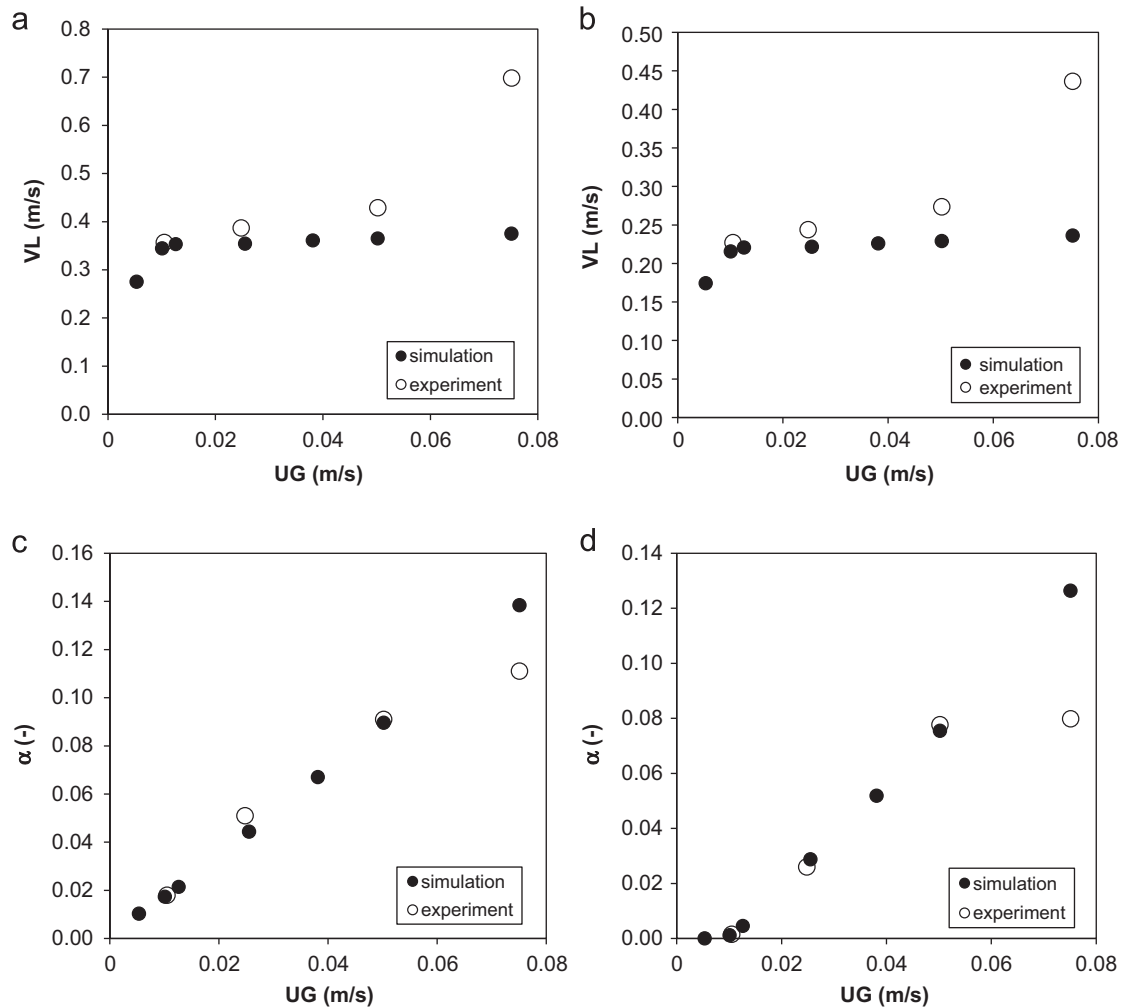 a
0.8
0.7
0.6
0.5
0.4
0.3
0.2
0.1
0.0
VL (m/s)
simulation
experiment
0
0.02
0.04
0.06
0.08
UG (m/s)
b
0.50
0.45
0.40
0.35
0.30
0.25
0.20
0.15
0.10
0.05
0.00
VL (m/s)
simulation
experiment
0
0.02
0.04
0.06
0.08
UG (m/s)
c
0.16
0.14
0.12
0.10
0.08
0.06
0.04
0.02
0.00
α (-)
simulation
experiment
0
0.02
0.04
0.06
0.08
UG (m/s)
d
0.14
0.12
0.10
0.08
0.06
0.04
0.02
0.00
α (-)
simulation
experiment
0
0.02
0.04
0.06
0.08
UG (m/s)